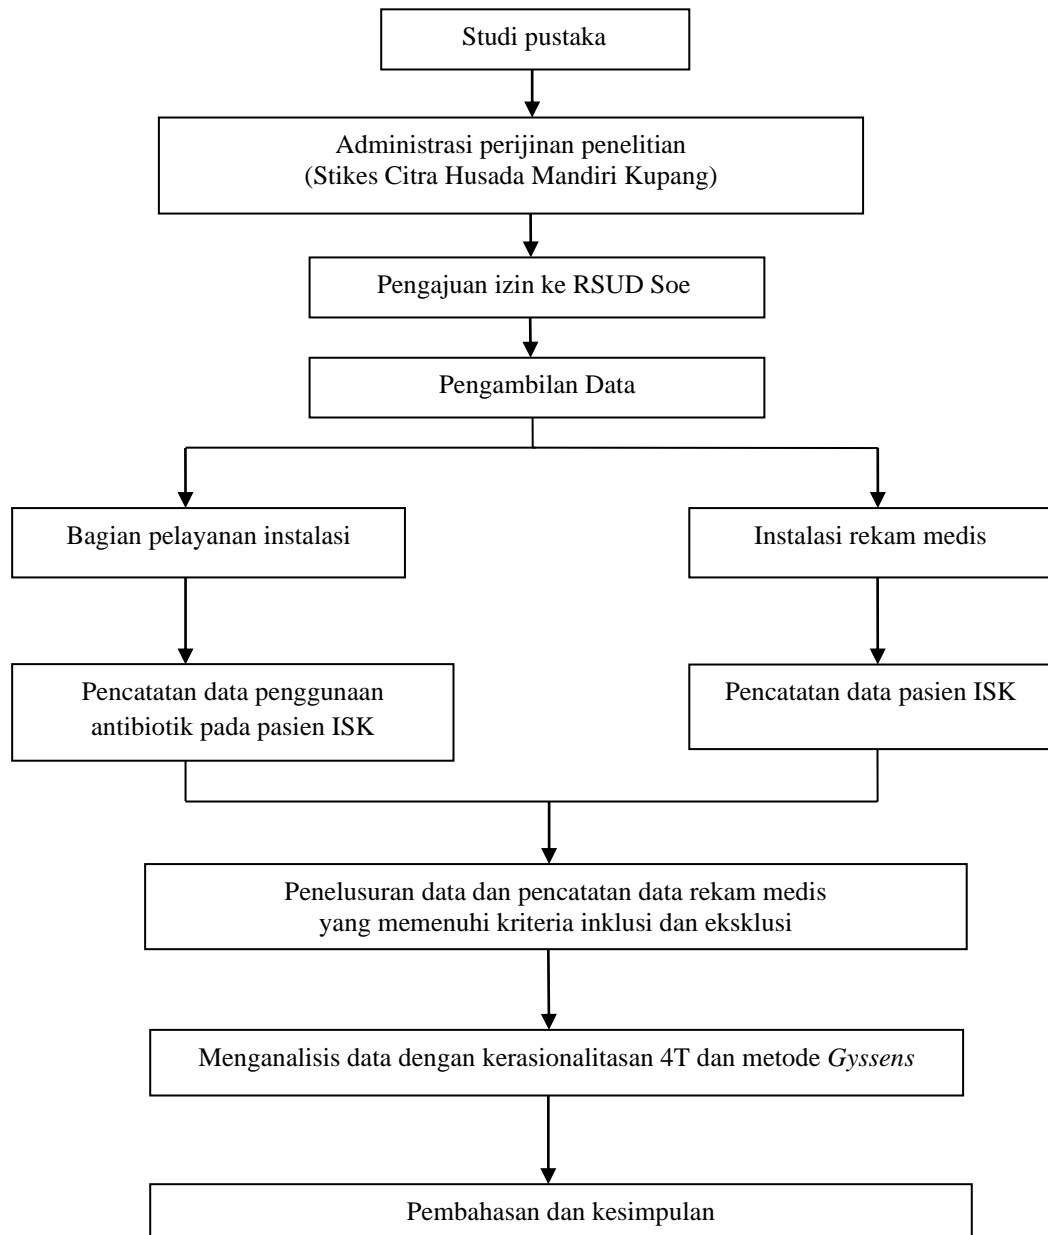 Studi pustaka
Administrasi perijinan penelitian
(Stikes Citra Husada Mandiri Kupang)
Pengajuan izin ke RSUD Soe
Pengambilan Data
Bagian pelayanan instalasi
Instalasi rekam medis
Pencatatan data penggunaan
antibiotik pada pasien ISK
Pencatatan data pasien ISK
Penelusuran data dan pencatatan data rekam medis
yang memenuhi kriteria inklusi dan eksklusi
Menganalisis data dengan kerasionalitasan 4T dan metode Gyssens
Pembahasan dan kesimpulan